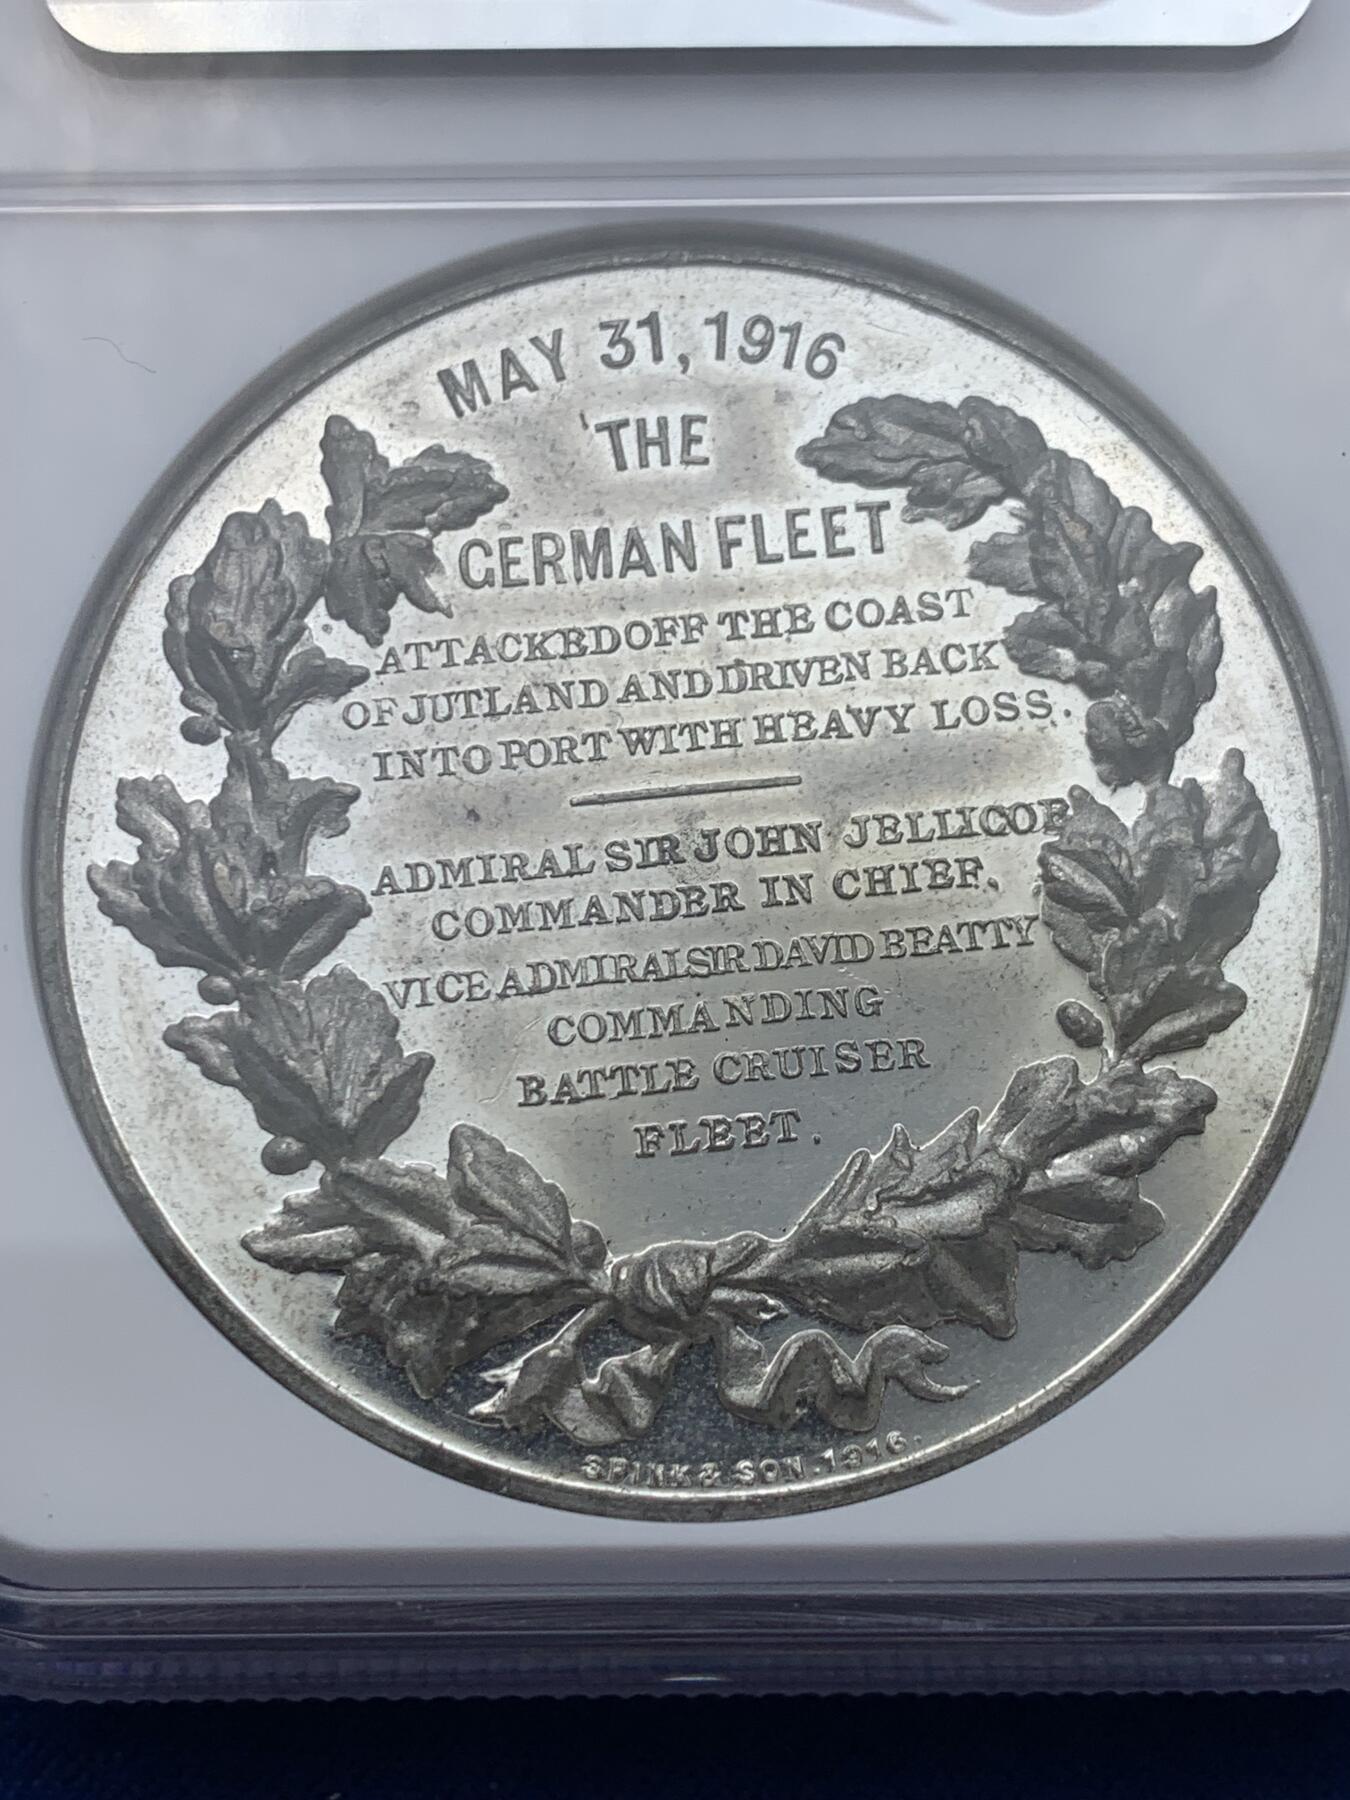 MAY 31, 1916
THE
GERMAN FLEET
ATTACKED OFF THE COAST
OF JUTLAND AND DRIVEN BACK
INTO PORT WITH HEAVY LOSS.
ADMIRAL SIR JOHN JELLICOE
COMMANDER IN CHIEF.
VICE ADMIRAL SIR DAVID BEATTY
COMMANDING
BATTLE CRUISER
FLEET.
SPINK & SON. 1916.